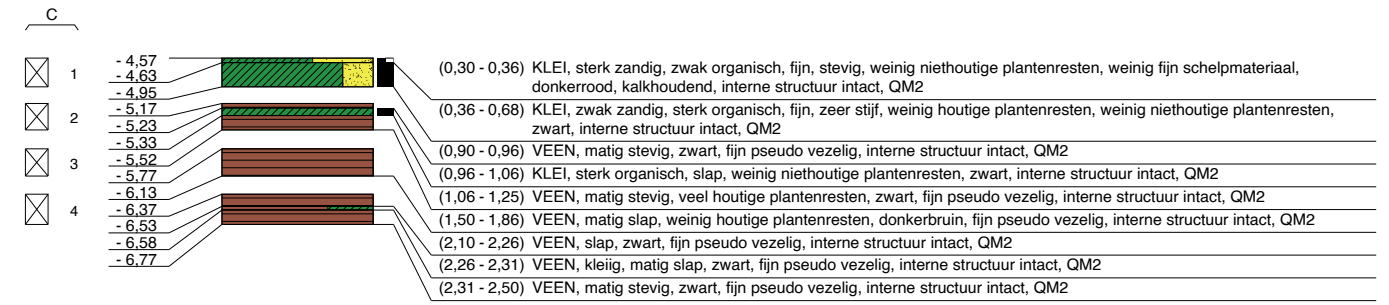 C
1
2
3
4
- 4,57
- 4,63
- 4,95
- 5,17
- 5,23
- 5,33
- 5,52
- 5,77
- 6,13
- 6,37
- 6,53
- 6,58
- 6,77
(0,30 - 0,36) KLEI, sterk zandig, zwak organisch, fijn, stevig, weinig niethoutige plantenresten, weinig fijn schelpmateriaal,
donkerrood, kalkhoudend, interne structuur intact, QM2
(0,36 - 0,68) KLEI, zwak zandig, sterk organisch, fijn, zeer stijf, weinig houtige plantenresten, weinig niethoutige plantenresten,
zwart, interne structuur intact, QM2
(0,90 - 0,96) VEEN, matig stevig, zwart, fijn pseudo vezelig, interne structuur intact, QM2
(0,96 - 1,06) KLEI, sterk organisch, slap, weinig niethoutige plantenresten, zwart, interne structuur intact, QM2
(1,06 - 1,25) VEEN, matig stevig, veel houtige plantenresten, zwart, fijn pseudo vezelig, interne structuur intact, QM2
(1,50 - 1,86) VEEN, matig slap, weinig houtige plantenresten, donkerbruin, fijn pseudo vezelig, interne structuur intact, QM2
(2,10 - 2,26) VEEN, slap, zwart, fijn pseudo vezelig, interne structuur intact, QM2
(2,26 - 2,31) VEEN, kleiig, matig slap, zwart, fijn pseudo vezelig, interne structuur intact, QM2
(2,31 - 2,50) VEEN, matig stevig, zwart, fijn pseudo vezelig, interne structuur intact, QM2